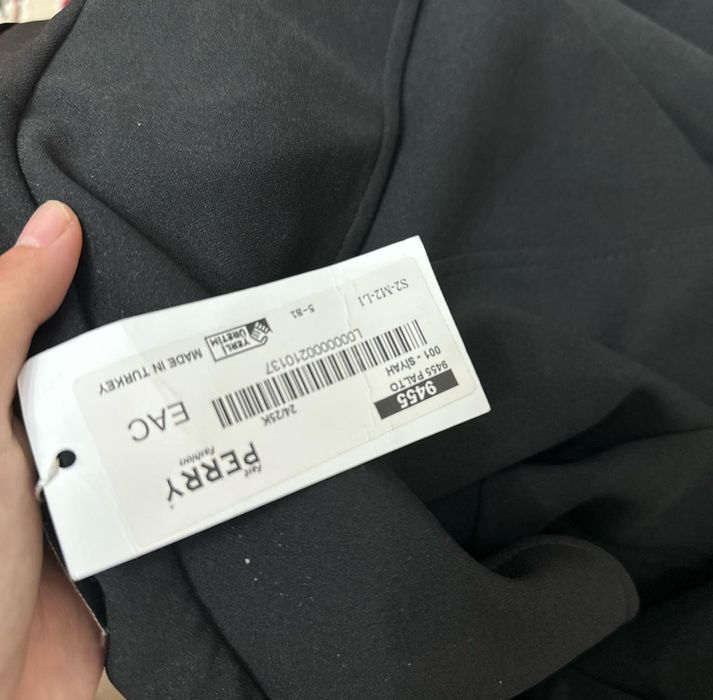 9455
9455 PALTO
001 - SİYAH
24/25K
L000000210137
5-B1
S2-M2-L1
Fast
PERRY
Fashion
EAC
YERLİ
ÜRETİM
MADE IN TURKEY